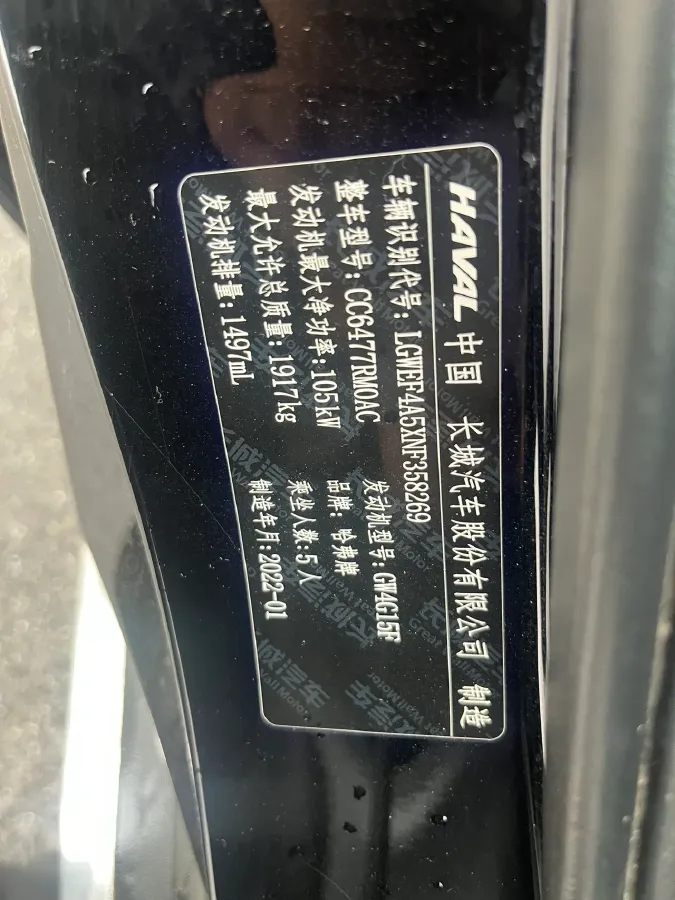 HAVAL 中国 长城汽车股份有限公司 制造
车辆识别代号:LGWEF4A5XNF358269
整车型号:CC6477RM0AC 发动机型号:GW4G15F
发动机最大净功率:105kW 品牌:哈弗牌
最大允许总质量:1917kg 乘坐人数:5人
发动机排量:1497mL 制造年月:2022-01